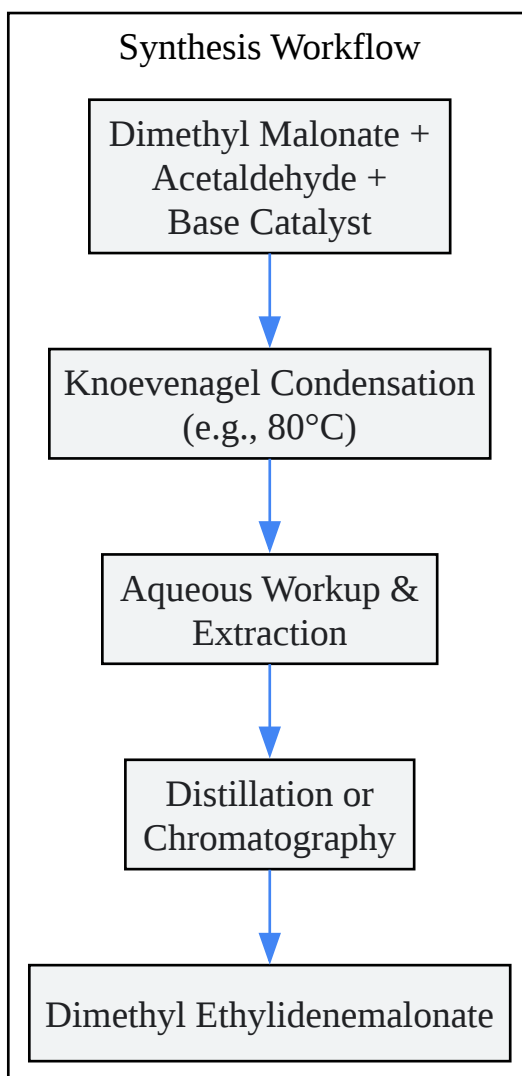 Synthesis Workflow
Dimethyl Malonate +
Acetaldehyde +
Base Catalyst
Knoevenagel Condensation
(e.g., 80°C)
Aqueous Workup &
Extraction
Distillation or
Chromatography
Dimethyl Ethylidenemalonate